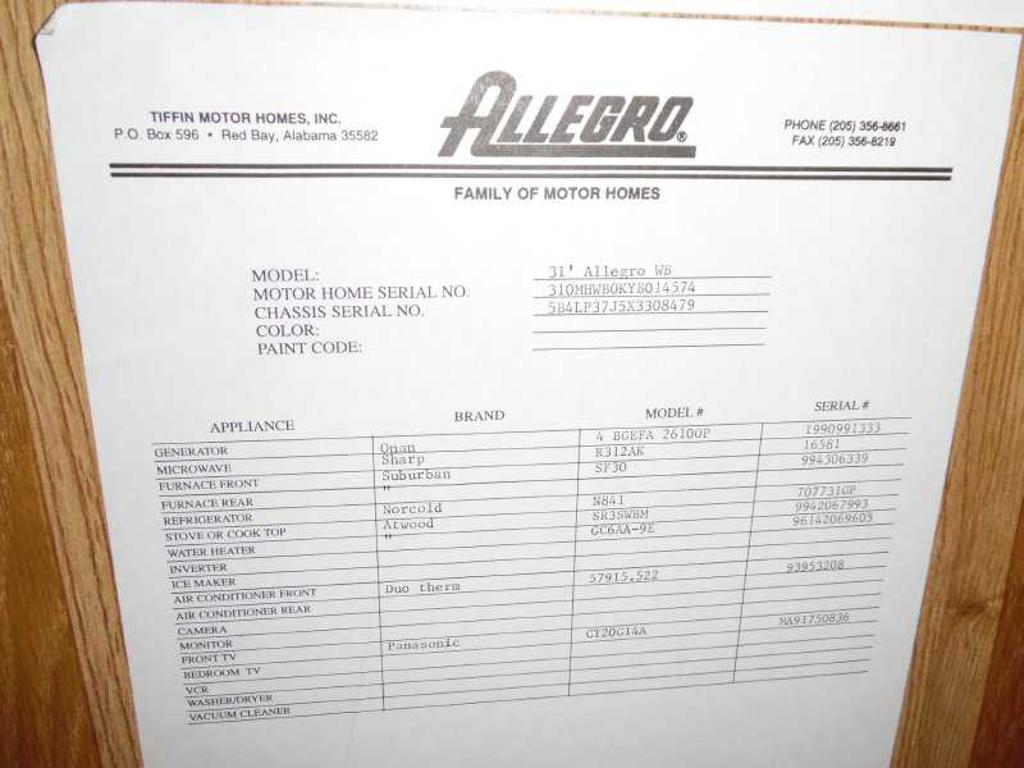 TIFFIN MOTOR HOMES, INC.
P.O. Box 596 • Red Bay, Alabama 35582
ALLEGRO®
PHONE (205) 356-8661
FAX (205) 356-8219
FAMILY OF MOTOR HOMES
MODEL: 31' Allegro WB
MOTOR HOME SERIAL NO. 310MHWB0KYB014574
CHASSIS SERIAL NO. 5B4LP37J5X3308479
COLOR:
PAINT CODE:
APPLIANCE BRAND MODEL # SERIAL #
GENERATOR Onan 4 BGEFA 26100P I990991333
MICROWAVE Sharp R312AK 16581
FURNACE FRONT Suburban SF30 994306339
FURNACE REAR "
REFRIGERATOR Norcold N841 707731GP
STOVE OR COOK TOP Atwood SR3SWBM 9942067993
WATER HEATER " GC6AA-9E 96142069605
INVERTER
ICE MAKER
AIR CONDITIONER FRONT Duo therm 57915.522 93953208
AIR CONDITIONER REAR
CAMERA
MONITOR
FRONT TV Panasonic CT20G14A MA91750836
BEDROOM TV
VCR
WASHER/DRYER
VACUUM CLEANER